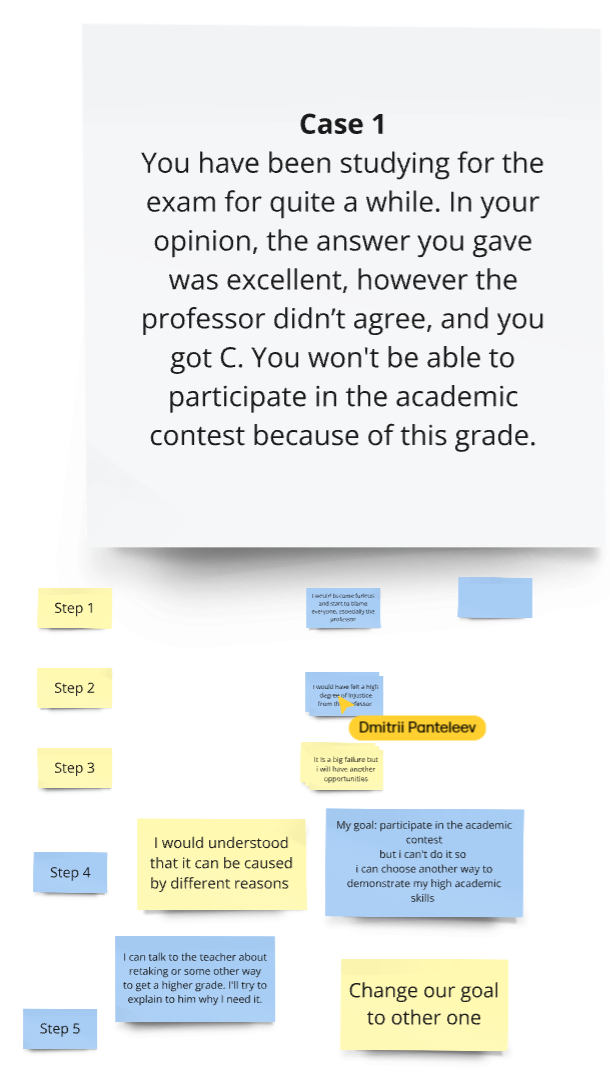 Case 1
You have been studying for the
exam for quite a while. In your
opinion, the answer you gave
was excellent, however the
professor didn't agree, and you
got C. You won't be able to
participate in the academic
contest because of this grade.
Step 1
I would become furious
and start to blame
everyone, especially the
professor
Step 2
I would have felt a high
degree of injustice
from
Dmitrii Panteleev
Step 3
It is a big failure but
i will have another
opportunities
Step 4
I would understood
that it can be caused
by different reasons
My goal: participate in the academic
contest
but i can't do it so
i can choose another way to
demonstrate my high academic
skills
I can talk to the teacher about
retaking or some other way
to get a higher grade. I'll try to
explain to him why I need it.
Change our goal
to other one
Step 5